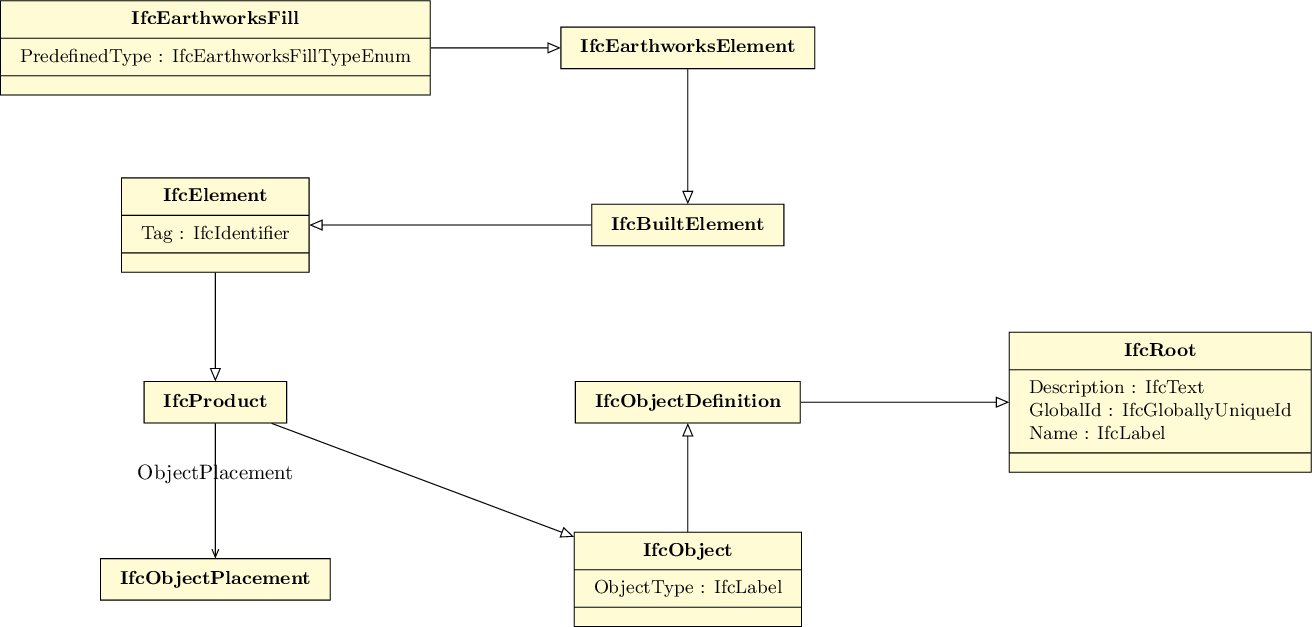 IfcEarthworksFill
PredefinedType : IfcEarthworksFillTypeEnum
IfcEarthworksElement
IfcElement
Tag : IfcIdentifier
IfcBuiltElement
IfcRoot
Description : IfcText
GlobalId : IfcGloballyUniqueId
Name : IfcLabel
IfcProduct
IfcObjectDefinition
ObjectPlacement
IfcObject
ObjectType : IfcLabel
IfcObjectPlacement